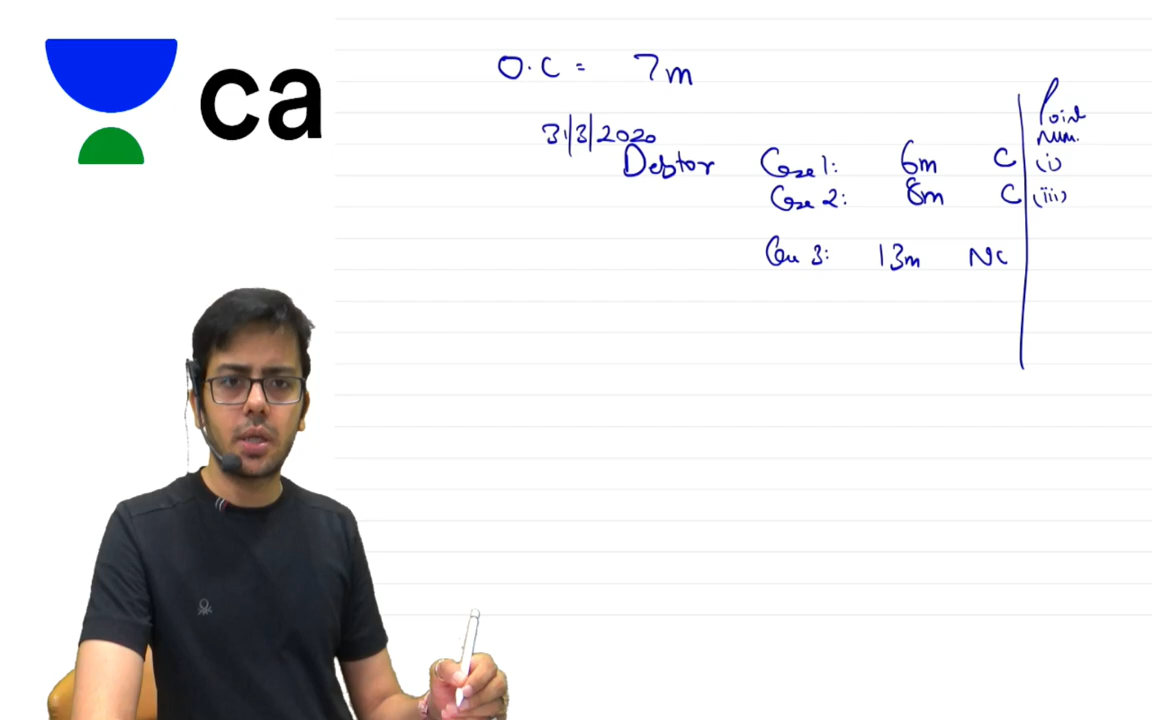 ca
O.C = 7m
31/3/2020
Point
num.
Debtor Case 1: 6m C (i)
Case 2: 8m C (iii)
Case 3: 13m NC